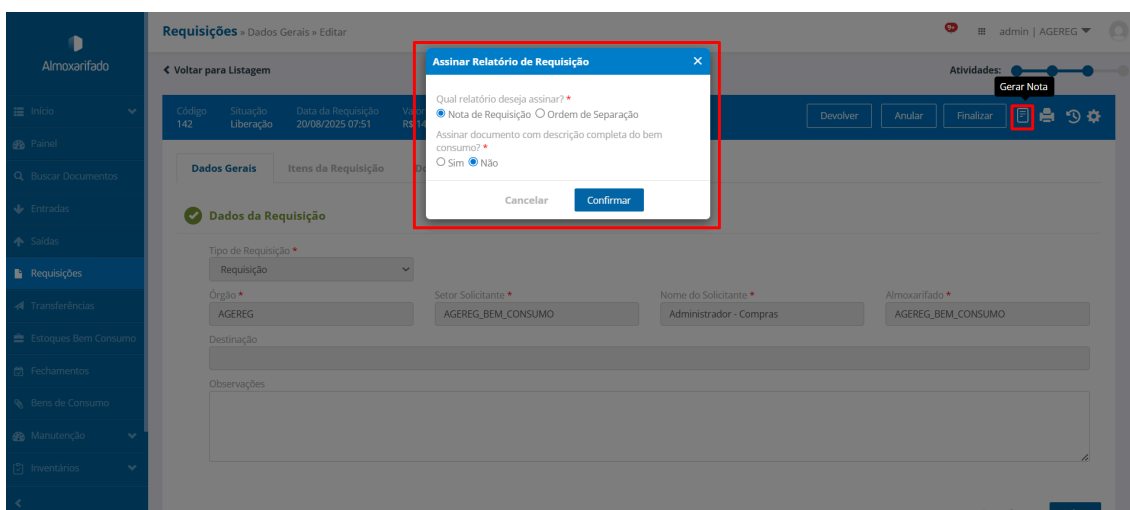 Almoxarifado
Início
Painel
Buscar Documentos
Entradas
Saídas
Requisições
Transferências
Estoques Bem Consumo
Fechamentos
Bens de Consumo
Manutenção
Inventários
Requisições » Dados Gerais » Editar
9+
admin | AGEREG
Voltar para Listagem
Atividades:
Gerar Nota
Código
142
Situação
Liberação
Data da Requisição
20/08/2025 07:51
Devolver
Anular
Finalizar
Assinar Relatório de Requisição
Qual relatório deseja assinar? *
Nota de Requisição Ordem de Separação
Assinar documento com descrição completa do bem
consumo? *
Sim Não
Cancelar Confirmar
Dados Gerais
Itens da Requisição
Dados da Requisição
Tipo de Requisição *
Requisição
Órgão *
AGEREG
Setor Solicitante *
AGEREG_BEM_CONSUMO
Nome do Solicitante *
Administrador - Compras
Almoxarifado *
AGEREG_BEM_CONSUMO
Destinação
Observações